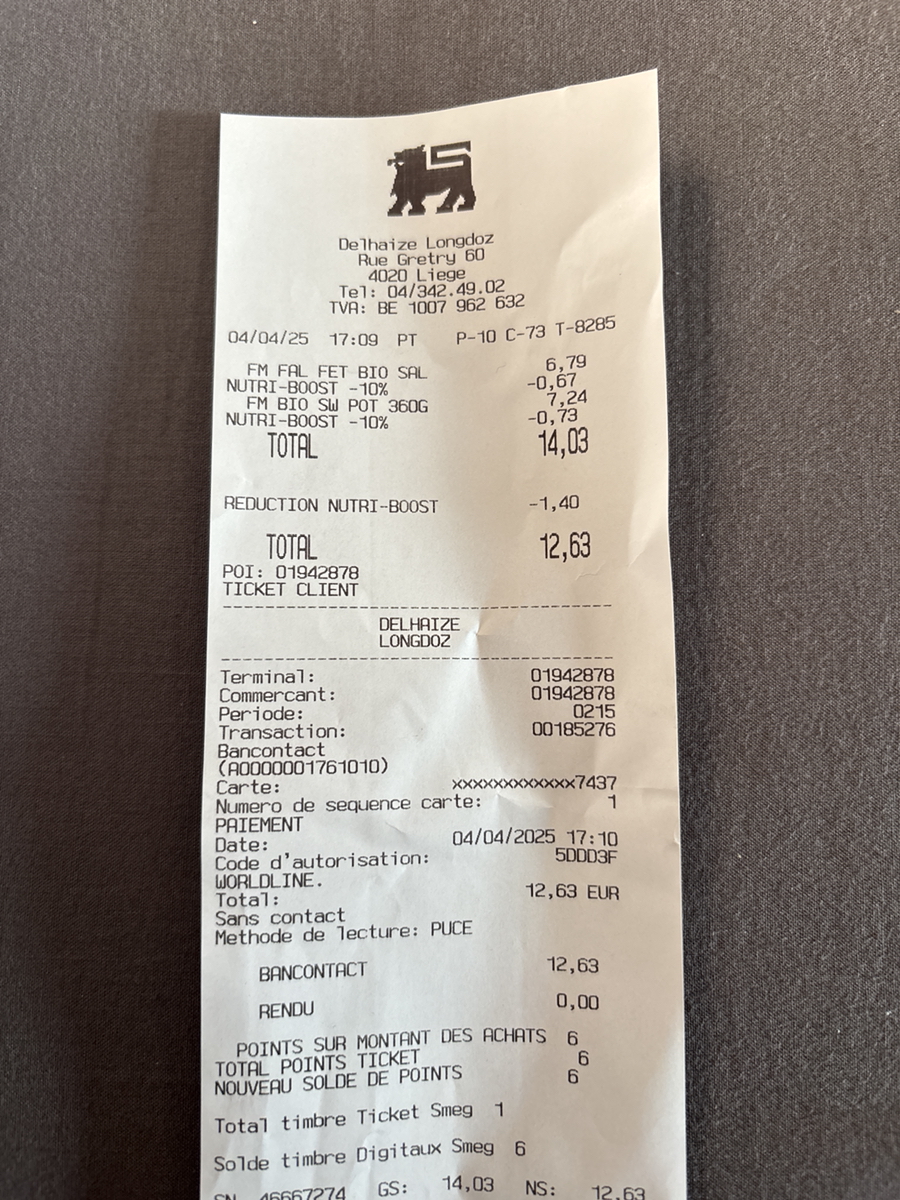 Delhaize Longdoz
Rue Gretry 60
4020 Liege
Tel: 04/342.49.02
TVA: BE 1007 962 632
04/04/25 17:09 PT P-10 C-73 T-8285
FM FAL FET BIO SAL 6,79
NUTRI-BOOST -10% -0,67
FM BIO SW POT 360G 7,24
NUTRI-BOOST -10% -0,73
TOTAL 14,03
REDUCTION NUTRI-BOOST -1,40
TOTAL 12,63
POI: 01942878
TICKET CLIENT
DELHAIZE
LONGDOZ
Terminal: 01942878
Commercant: 01942878
Periode: 0215
Transaction: 00185276
Bancontact
(A0000001761010)
Carte: xxxxxxxxxxxx7437
Numero de sequence carte: 1
PAIEMENT
Date: 04/04/2025 17:10
Code d'autorisation: 5DDD3F
WORLDLINE.
Total: 12,63 EUR
Sans contact
Methode de lecture: PUCE
BANCONTACT 12,63
RENDU 0,00
POINTS SUR MONTANT DES ACHATS 6
TOTAL POINTS TICKET 6
NOUVEAU SOLDE DE POINTS 6
Total timbre Ticket Smeg 1
Solde timbre Digitaux Smeg 6
SN 46667274 GS: 14,03 NS: 12,63